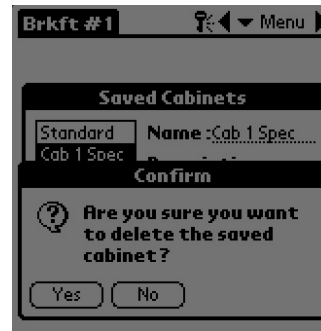 Brkft #1 Menu
Saved Cabinets
Standard Name :Cab 1 Spec
Cab 1 Spec
Confirm
Are you sure you want
to delete the saved
cabinet?
Yes No